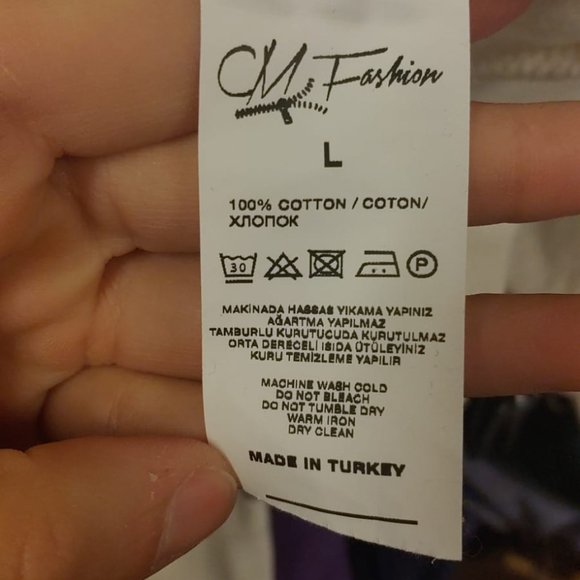 CM Fashion
L
100% COTTON / COTON/
ХЛОПОК
30 P
MAKİNADA HASSAS YIKAMA YAPINIZ
AĞARTMA YAPILMAZ
TAMBURLU KURUTUCUDA KURUTULMAZ
ORTA DERECELİ ISIDA ÜTÜLEYİNİZ
KURU TEMİZLEME YAPILIR
MACHINE WASH COLD
DO NOT BLEACH
DO NOT TUMBLE DRY
WARM IRON
DRY CLEAN
MADE IN TURKEY